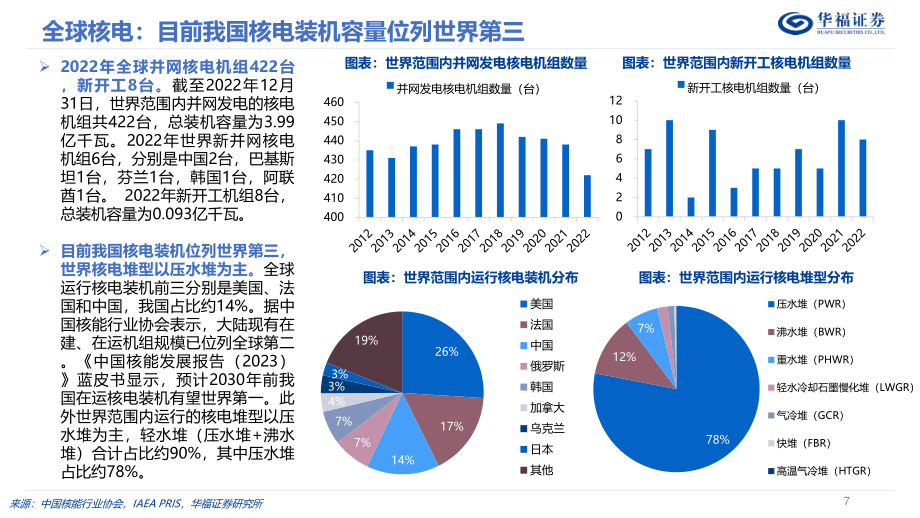 全球核电：目前我国核电装机容量位列世界第三
华福证券
HUAFU SECURITIES CO.,LTD.
➢ 2022年全球并网核电机组422台
，新开工8台。截至2022年12月
31日，世界范围内并网发电的核电
机组共422台，总装机容量为3.99
亿千瓦。2022年世界新并网核电
机组6台，分别是中国2台，巴基斯
坦1台，芬兰1台，韩国1台，阿联
酋1台。 2022年新开工机组8台，
总装机容量为0.093亿千瓦。
➢ 目前我国核电装机位列世界第三，
世界核电堆型以压水堆为主。全球
运行核电装机前三分别是美国、法
国和中国，我国占比约14%。据中
国核能行业协会表示，大陆现有在
建、在运机组规模已位列全球第二
。《中国核能发展报告（2023）
》蓝皮书显示，预计2030年前我
国在运核电装机有望世界第一。此
外世界范围内运行的核电堆型以压
水堆为主，轻水堆（压水堆+沸水
堆）合计占比约90%，其中压水堆
占比约78%。
图表：世界范围内并网发电核电机组数量
并网发电核电机组数量（台）
460
450
440
430
420
410
400
2012
2013
2014
2015
2016
2017
2018
2019
2020
2021
2022
图表：世界范围内新开工核电机组数量
新开工核电机组数量（台）
12
10
8
6
4
2
0
2012
2013
2014
2015
2016
2017
2018
2019
2020
2021
2022
图表：世界范围内运行核电装机分布
26%
17%
14%
7%
7%
4%
3%
3%
19%
美国
法国
中国
俄罗斯
韩国
加拿大
乌克兰
日本
其他
图表：世界范围内运行核电堆型分布
78%
12%
7%
压水堆（PWR）
沸水堆（BWR）
重水堆（PHWR）
轻水冷却石墨慢化堆（LWGR）
气冷堆（GCR）
快堆（FBR）
高温气冷堆（HTGR）
来源：中国核能行业协会，IAEA PRIS，华福证券研究所
7